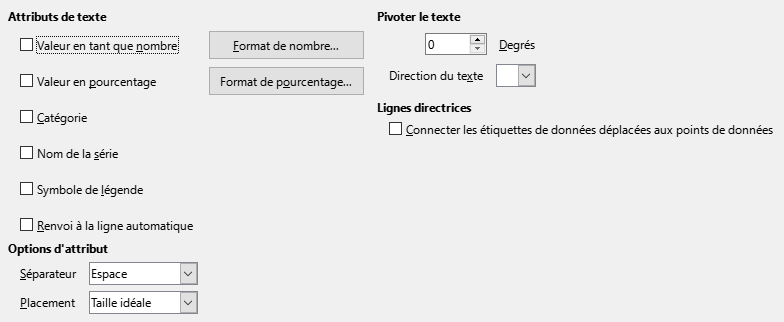 Attributs de texte
Valeur en tant que nombre
Format de nombre...
Valeur en pourcentage
Format de pourcentage...
Catégorie
Nom de la série
Symbole de légende
Renvoi à la ligne automatique
Options d'attribut
Séparateur Espace
Placement Taille idéale
Pivoter le texte
0 Degrés
Direction du texte
Lignes directrices
Connecter les étiquettes de données déplacées aux points de données